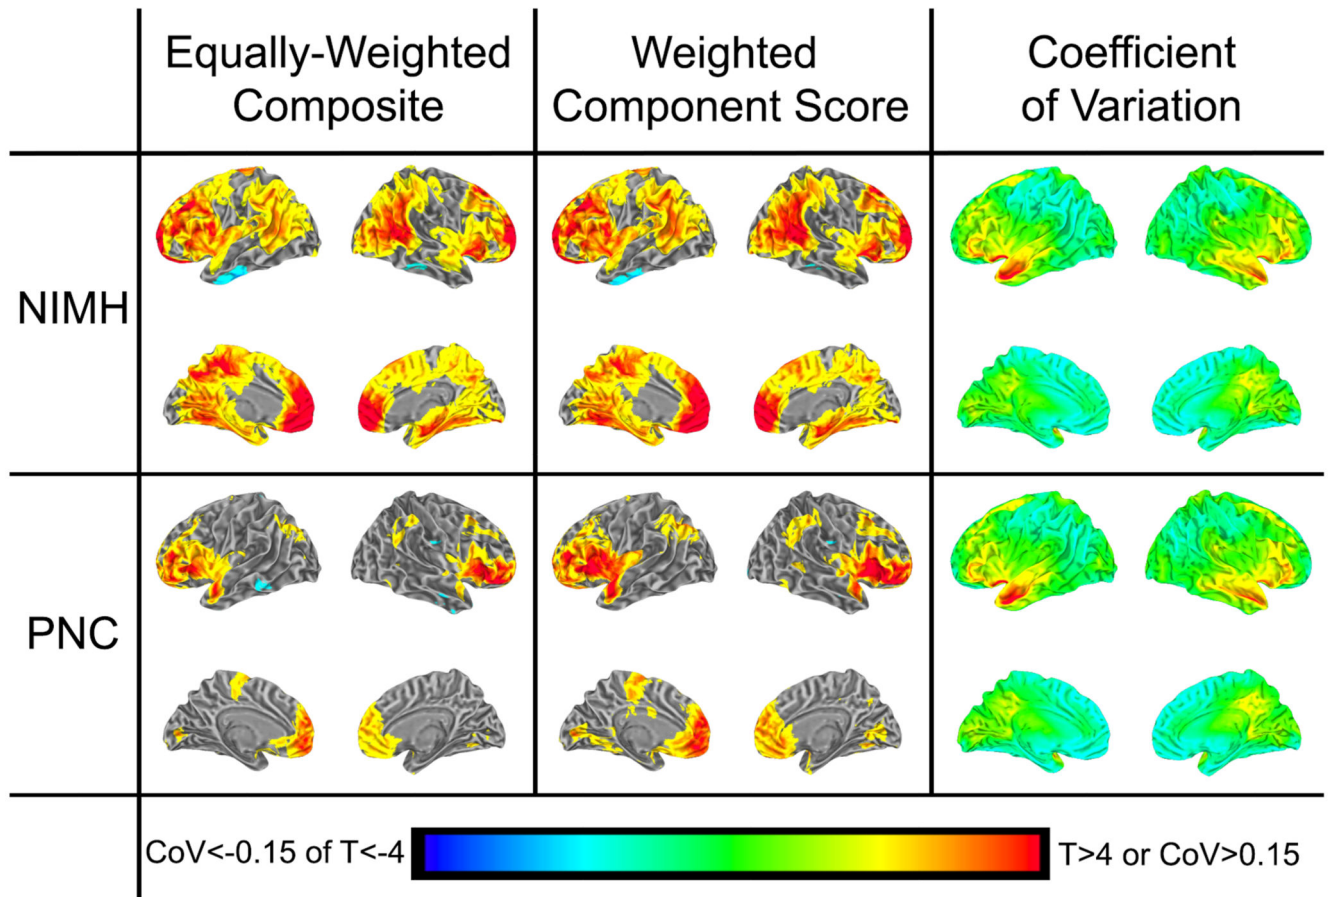 Equally-Weighted
Composite
Weighted
Component Score
Coefficient
of Variation
NIMH
PNC
CoV<-0.15 of T<-4
T>4 or CoV>0.15